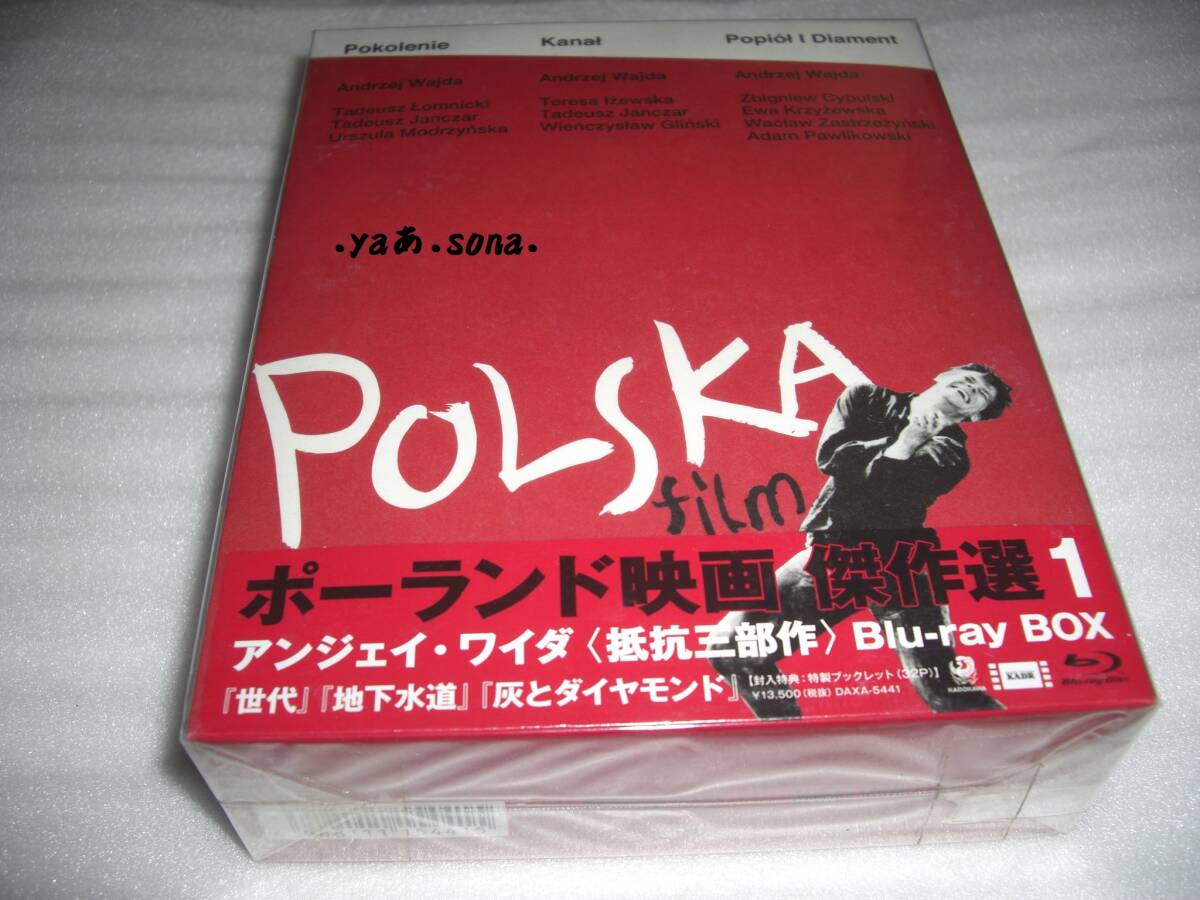 Pokolenie
Andrzej Wajda
Tadeusz Łomnicki
Tadeusz Janczar
Urszula Modrzyńska
Kanał
Andrzej Wajda
Teresa Iżewska
Tadeusz Janczar
Wieńczysław Gliński
Popiół I Diament
Andrzej Wajda
Zbigniew Cybulski
Ewa Krzyżewska
Wacław Zastrzeżyński
Adam Pawlikowski
.yaあ.sona.
POLSKA
film
ポーランド映画 傑作選 1
アンジェイ・ワイダ〈抵抗三部作〉Blu-ray BOX
『世代』『地下水道』『灰とダイヤモンド』
【封入特典:特製ブックレット(32P)】
¥13,500(税抜) DAXA-5441
KADOKAWA
KADR
Blu-ray Disc